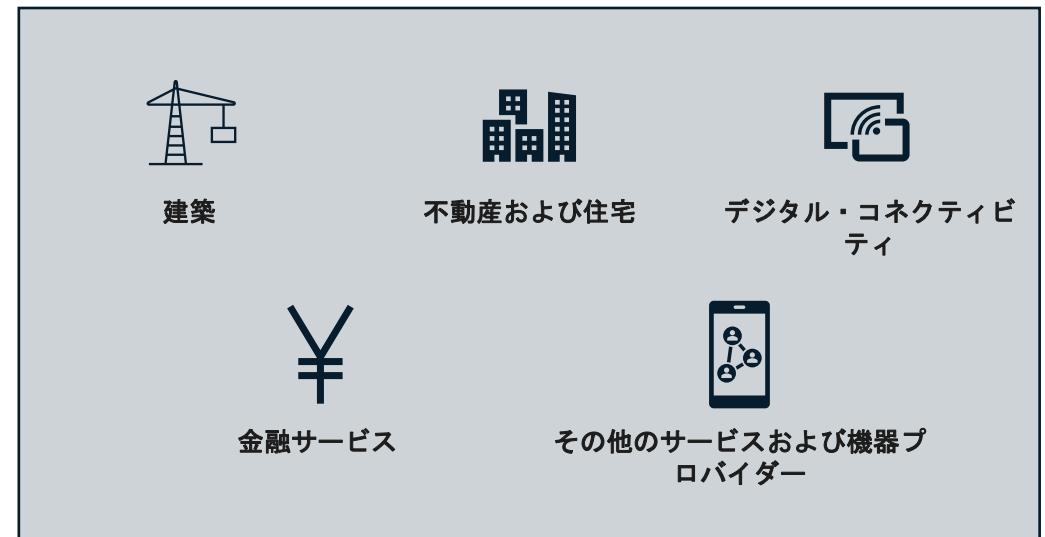 建築
不動産および住宅
デジタル・コネクティビ
ティ
金融サービス
その他のサービスおよび機器プ
ロバイダー